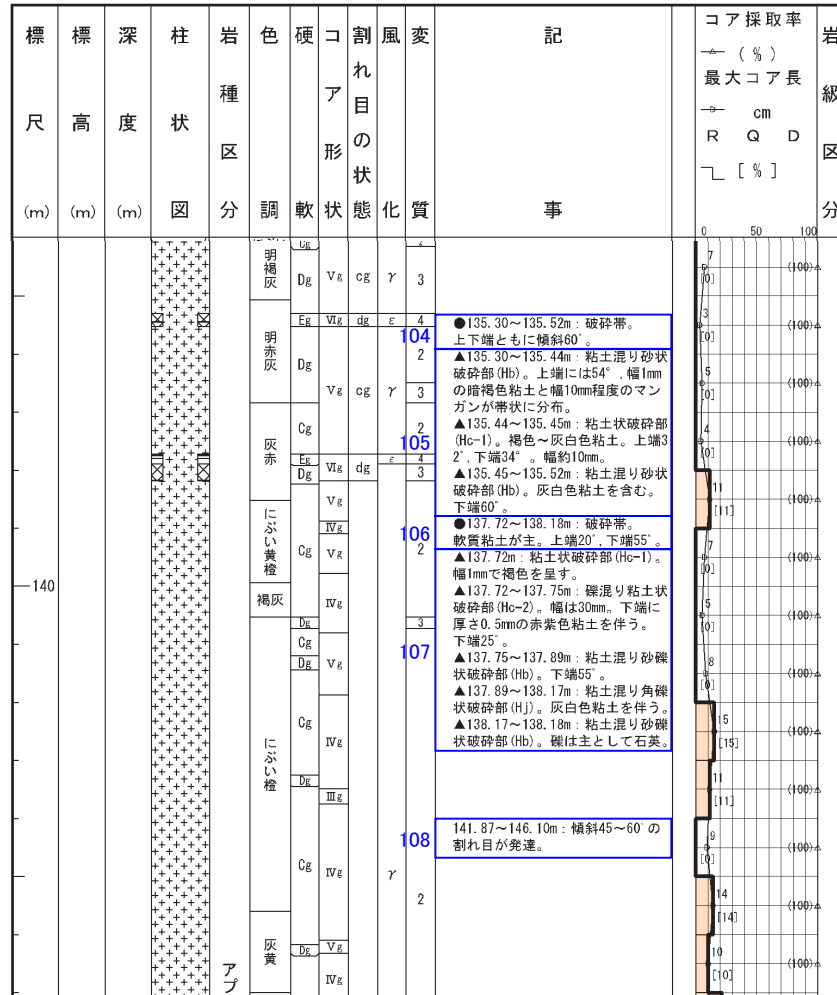 標尺(m)
標高(m)
深度(m)
柱状図
岩種区分
色調
硬軟
コア形状
割れ目の状態
風化
変質
記事
コア採取率
(%)
最大コア長
cm
RQD
[%]
岩級区分
0 50 100
140
明褐灰
明赤灰
灰赤
にぶい黄橙
褐灰
にぶい橙
灰黄
アプ
Cg
Dg
Eg
Dg
Cg
Eg
Dg
Cg
Dg
Cg
Dg
Cg
Dg
Cg
Dg
Ⅴg
Ⅵg
Ⅴg
Ⅵg
Ⅴg
Ⅳg
Ⅴg
Ⅳg
Ⅴg
Ⅳg
Ⅲg
Ⅳg
Ⅴg
Ⅳg
cg
dg
cg
dg
γ
ε
γ
ε
γ
2
3
4
2
3
2
4
3
2
3
2
104
●135.30～135.52m：破砕帯。
上下端ともに傾斜60°。
▲135.30～135.44m：粘土混り砂状
破砕部(Hb)。上端には54°,幅1mm
の暗褐色粘土と幅10mm程度のマン
ガンが帯状に分布。
105
▲135.44～135.45m：粘土状破砕部
(Hc-1)。褐色～灰白色粘土。上端3
2°,下端34°。幅約10mm。
▲135.45～135.52m：粘土混り砂状
破砕部(Hb)。灰白色粘土を含む。
下端60°。
106
●137.72～138.18m：破砕帯。
軟質粘土が主。上端20°,下端55°。
▲137.72m：粘土状破砕部(Hc-1)。
幅1mmで褐色を呈す。
▲137.72～137.75m：礫混り粘土状
破砕部(Hc-2)。幅は30mm。下端に
厚さ0.5mmの赤紫色粘土を伴う。
107
下端25°。
▲137.75～137.89m：粘土混り砂礫
状破砕部(Hb)。下端55°。
▲137.89～138.17m：粘土混り角礫
状破砕部(Hj)。灰白色粘土を伴う。
▲138.17～138.18m：粘土混り砂礫
状破砕部(Hb)。礫は主として石英。
108
141.87～146.10m：傾斜45～60°の
割れ目が発達。
7 [0] (100)
3 [0] (100)
5 [0] (100)
4 [0] (100)
11 [11] (100)
7 [0] (100)
5 [0] (100)
8 [0] (100)
15 [15] (100)
11 [11] (100)
9 [0] (100)
14 [14] (100)
10 [10] (100)